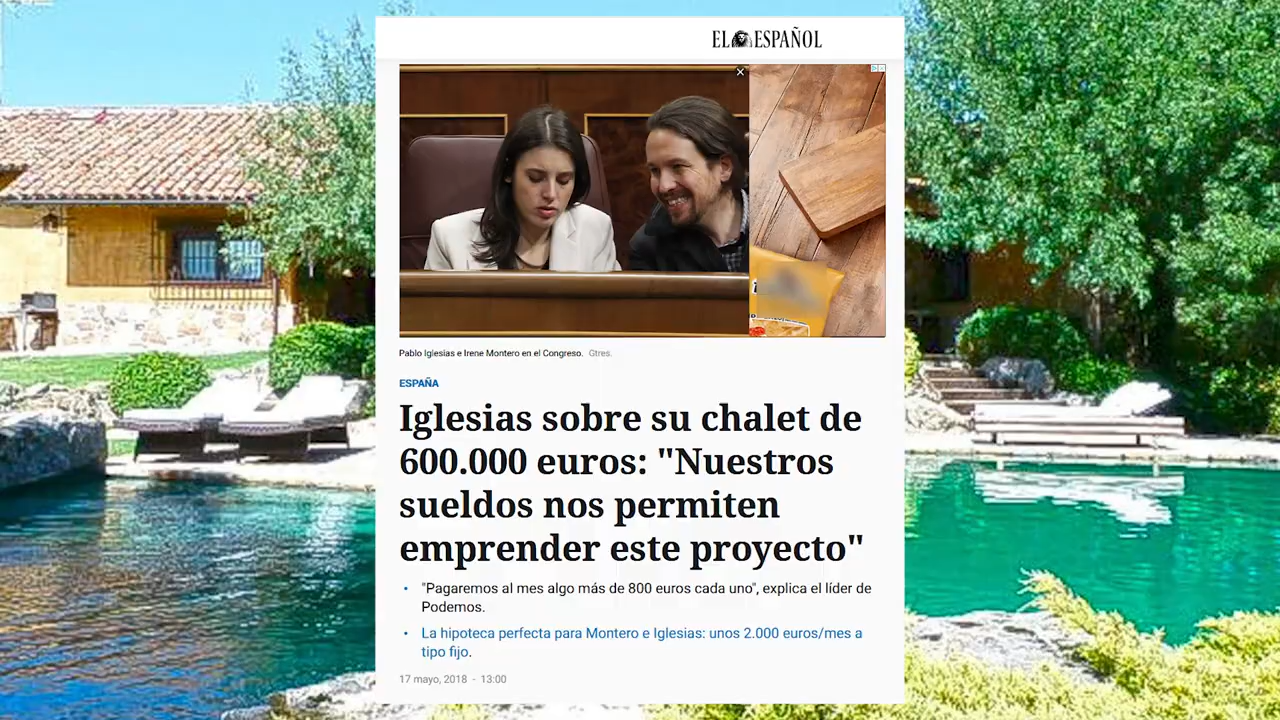 EL ESPAÑOL
Pablo Iglesias e Irene Montero en el Congreso. Gtres.
ESPAÑA
Iglesias sobre su chalet de
600.000 euros: "Nuestros
sueldos nos permiten
emprender este proyecto"
"Pagaremos al mes algo más de 800 euros cada uno", explica el líder de
Podemos.
La hipoteca perfecta para Montero e Iglesias: unos 2.000 euros/mes a
tipo fijo.
17 mayo, 2018 - 13:00